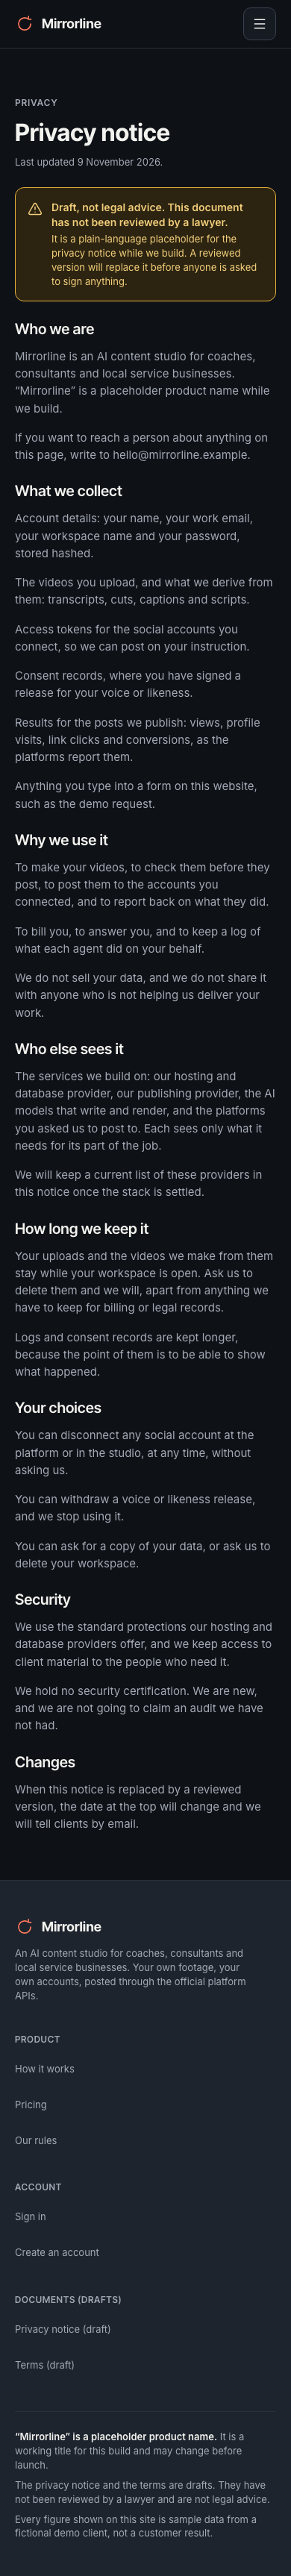 Mirrorline
PRIVACY
Privacy notice
Last updated 9 November 2026.
Draft, not legal advice. This document
has not been reviewed by a lawyer.
It is a plain-language placeholder for the
privacy notice while we build. A reviewed
version will replace it before anyone is asked
to sign anything.
Who we are
Mirrorline is an AI content studio for coaches,
consultants and local service businesses.
“Mirrorline” is a placeholder product name while
we build.
If you want to reach a person about anything on
this page, write to hello@mirrorline.example.
What we collect
Account details: your name, your work email,
your workspace name and your password,
stored hashed.
The videos you upload, and what we derive from
them: transcripts, cuts, captions and scripts.
Access tokens for the social accounts you
connect, so we can post on your instruction.
Consent records, where you have signed a
release for your voice or likeness.
Results for the posts we publish: views, profile
visits, link clicks and conversions, as the
platforms report them.
Anything you type into a form on this website,
such as the demo request.
Why we use it
To make your videos, to check them before they
post, to post them to the accounts you
connected, and to report back on what they did.
To bill you, to answer you, and to keep a log of
what each agent did on your behalf.
We do not sell your data, and we do not share it
with anyone who is not helping us deliver your
work.
Who else sees it
The services we build on: our hosting and
database provider, our publishing provider, the AI
models that write and render, and the platforms
you asked us to post to. Each sees only what it
needs for its part of the job.
We will keep a current list of these providers in
this notice once the stack is settled.
How long we keep it
Your uploads and the videos we make from them
stay while your workspace is open. Ask us to
delete them and we will, apart from anything we
have to keep for billing or legal records.
Logs and consent records are kept longer,
because the point of them is to be able to show
what happened.
Your choices
You can disconnect any social account at the
platform or in the studio, at any time, without
asking us.
You can withdraw a voice or likeness release,
and we stop using it.
You can ask for a copy of your data, or ask us to
delete your workspace.
Security
We use the standard protections our hosting and
database providers offer, and we keep access to
client material to the people who need it.
We hold no security certification. We are new,
and we are not going to claim an audit we have
not had.
Changes
When this notice is replaced by a reviewed
version, the date at the top will change and we
will tell clients by email.
Mirrorline
An AI content studio for coaches, consultants and
local service businesses. Your own footage, your
own accounts, posted through the official platform
APIs.
PRODUCT
How it works
Pricing
Our rules
ACCOUNT
Sign in
Create an account
DOCUMENTS (DRAFTS)
Privacy notice (draft)
Terms (draft)
“Mirrorline” is a placeholder product name. It is a
working title for this build and may change before
launch.
The privacy notice and the terms are drafts. They have
not been reviewed by a lawyer and are not legal advice.
Every figure shown on this site is sample data from a
fictional demo client, not a customer result.